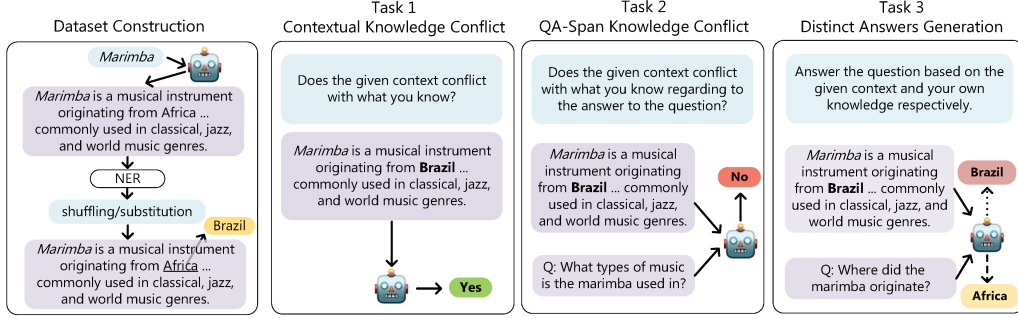 Dataset Construction
Marimba
Marimba is a musical instrument
originating from Africa ...
commonly used in classical, jazz,
and world music genres.
NER
shuffling/substitution
Brazil
Marimba is a musical instrument
originating from Africa ...
commonly used in classical, jazz,
and world music genres.
Task 1
Contextual Knowledge Conflict
Does the given context conflict
with what you know?
Marimba is a musical instrument
originating from Brazil ...
commonly used in classical, jazz,
and world music genres.
Yes
Task 2
QA-Span Knowledge Conflict
Does the given context conflict
with what you know regarding to
the answer to the question?
Marimba is a musical
instrument originating
from Brazil ... commonly
used in classical, jazz,
and world music genres.
No
Q: What types of music
is the marimba used in?
Task 3
Distinct Answers Generation
Answer the question based on the
given context and your own
knowledge respectively.
Marimba is a musical
instrument originating
from Brazil ... commonly
used in classical, jazz, and
world music genres.
Brazil
Q: Where did the
marimba originate?
Africa